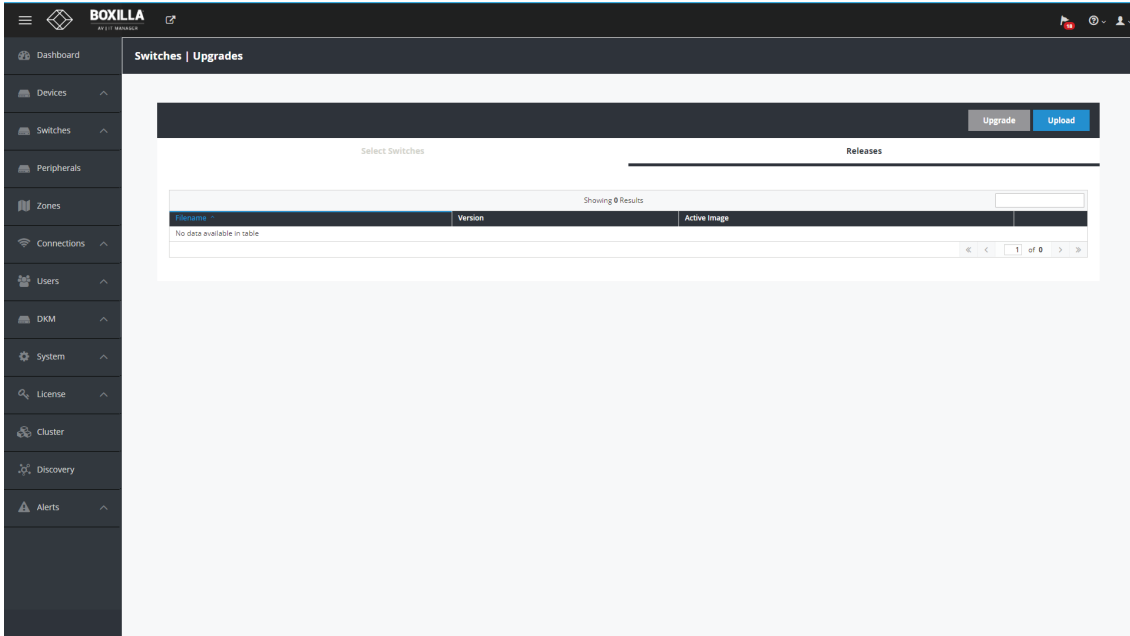 BOXILLA
AV | IT MANAGER
18
Dashboard
Switches | Upgrades
Devices
Switches
Peripherals
Zones
Connections
Users
DKM
System
License
Cluster
Discovery
Alerts
Upgrade
Upload
Select Switches
Releases
Showing 0 Results
Filename
Version
Active Image
No data available in table
1 of 0